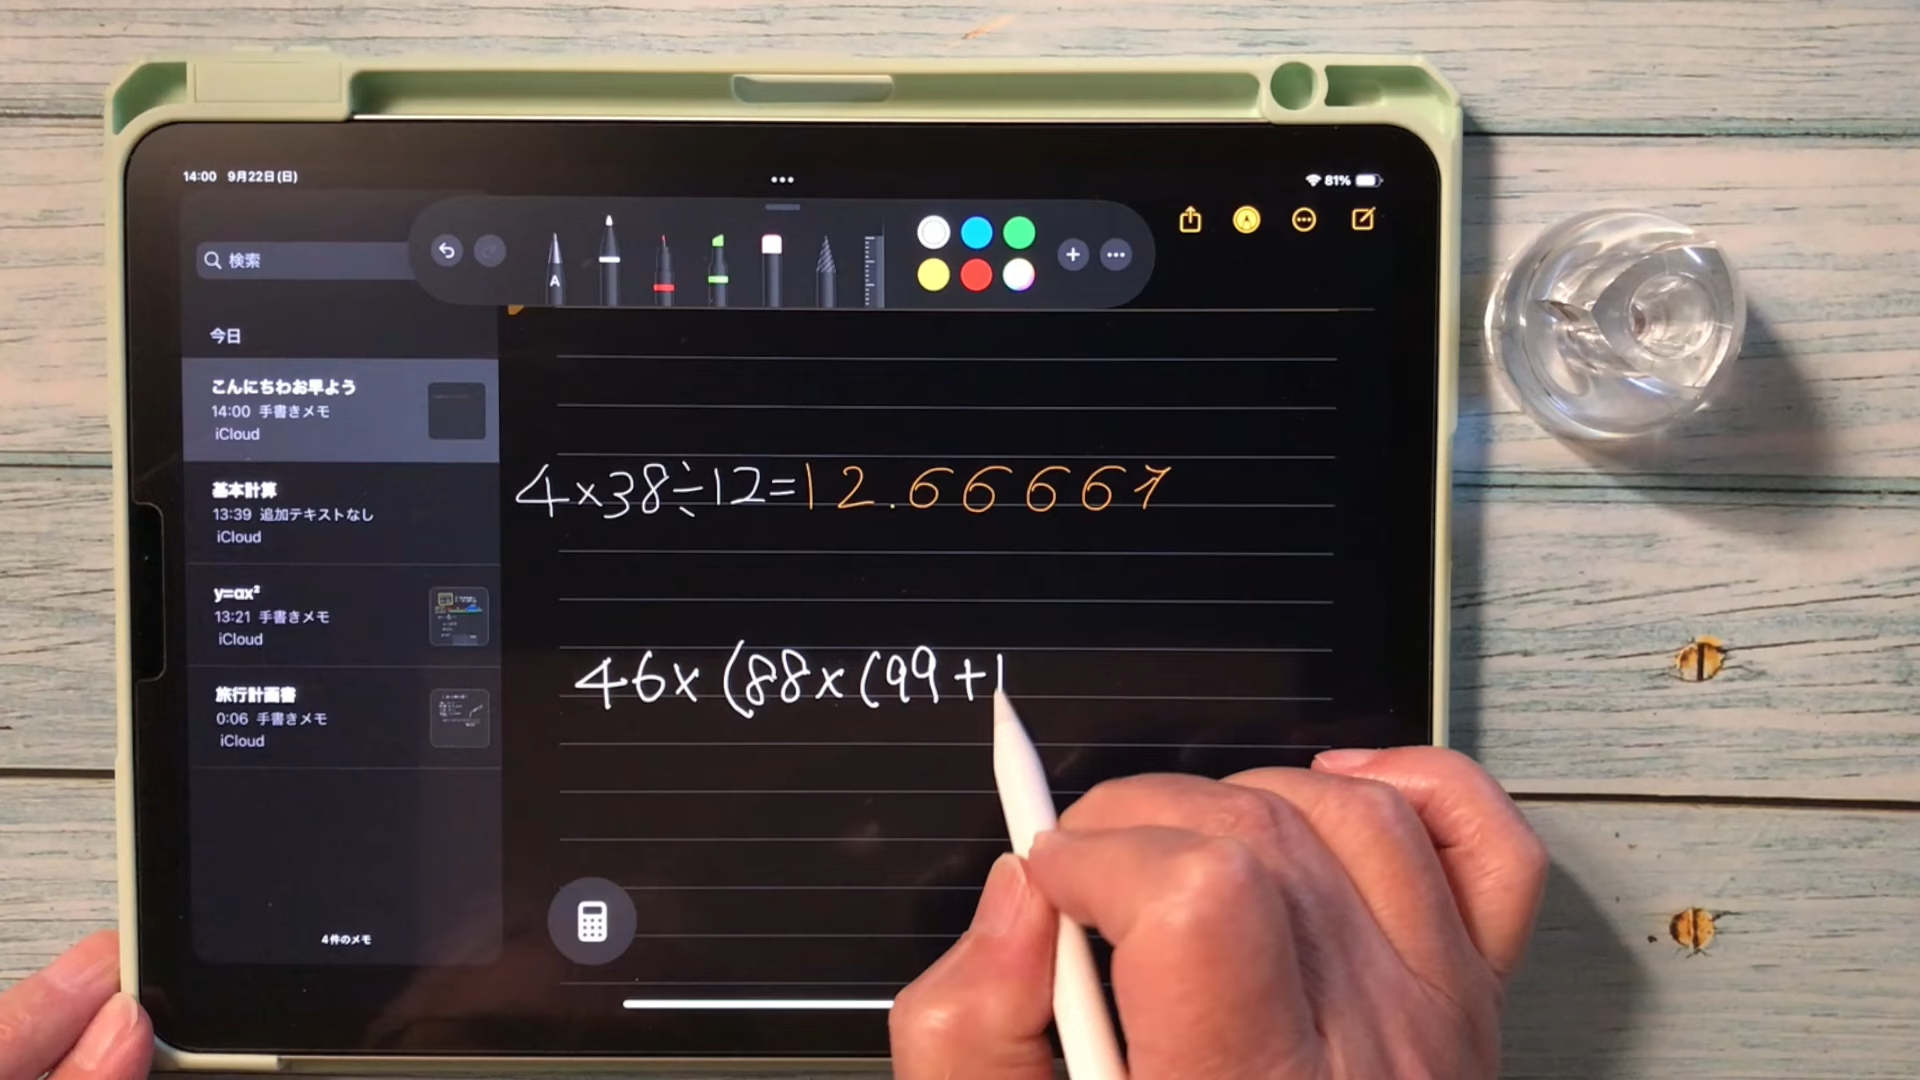 14:00 9月22日(日)
81%
検索
A
今日
こんにちわお早よう
14:00 手書きメモ
iCloud
基本計算
13:39 追加テキストなし
iCloud
y=ax²
13:21 手書きメモ
iCloud
旅行計画書
0:06 手書きメモ
iCloud
4件のメモ
4×38÷12=12.666667
46×(88×(99+1